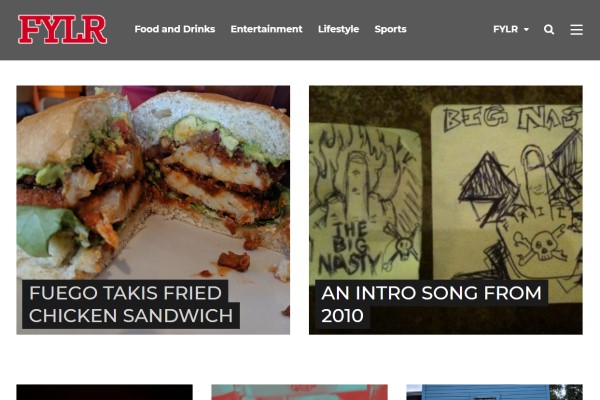 FYLR
Food and Drinks Entertainment Lifestyle Sports FYLR
FUEGO TAKIS FRIED
CHICKEN SANDWICH
BIG NAS
THE
BIG
NASTY
AN INTRO SONG FROM
2010